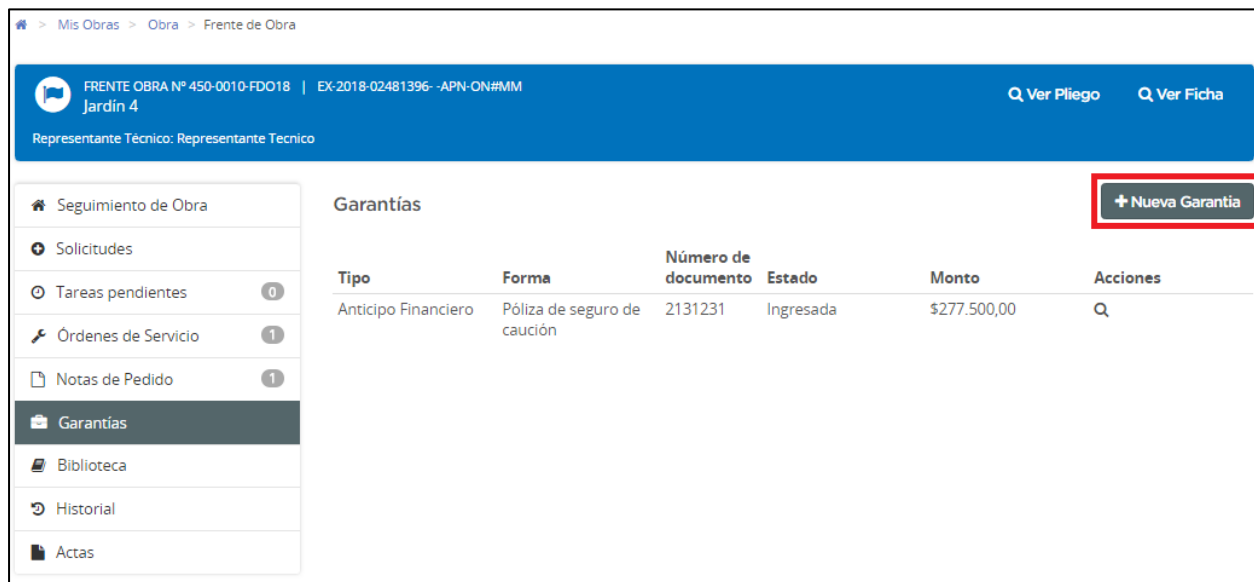 > Mis Obras > Obra > Frente de Obra
FRENTE OBRA Nº 450-0010-FDO18 | EX-2018-02481396- -APN-ON#MM
Jardín 4
Representante Técnico: Representante Tecnico
Ver Pliego
Ver Ficha
Seguimiento de Obra
Solicitudes
Tareas pendientes 0
Órdenes de Servicio 1
Notas de Pedido 1
Garantías
Biblioteca
Historial
Actas
Garantías
+ Nueva Garantia
Tipo Forma Número de documento Estado Monto Acciones
Anticipo Financiero Póliza de seguro de caución 2131231 Ingresada $277.500,00